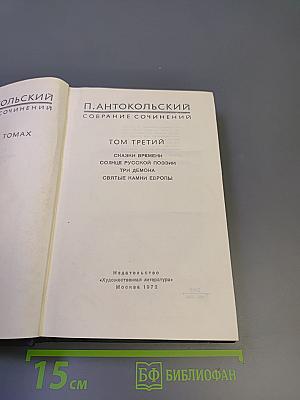 КОЛЬСКИЙ
СОЧИНЕНИЙ
ТОМАХ
П.АНТОКОЛЬСКИЙ
СОБРАНИЕ СОЧИНЕНИЙ
ТОМ ТРЕТИЙ
СКАЗКИ ВРЕМЕНИ
СОЛНЦЕ РУССКОЙ ПОЭЗИИ
ТРИ ДЕМОНА
СВЯТЫЕ КАМНИ ЕВРОПЫ
Издательство
«Художественная литература»
Москва 1972
15 СМ
БФ БИБЛИОФАН